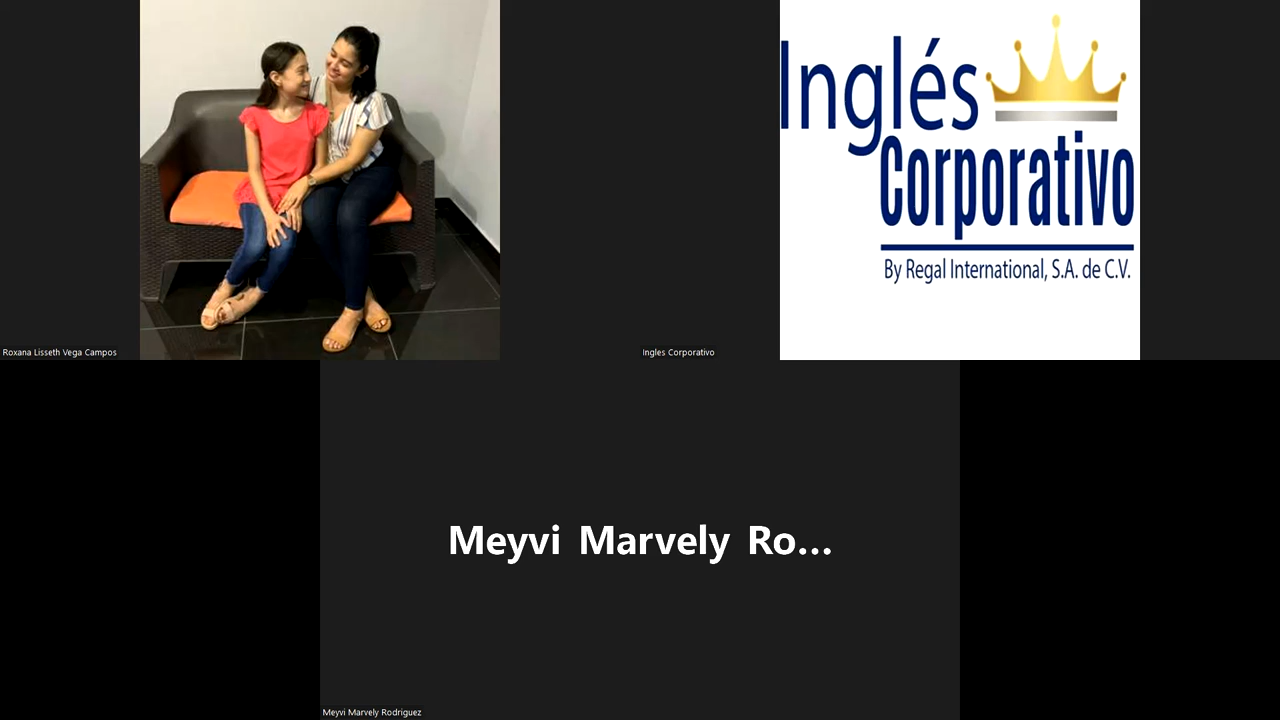 Inglés
Corporativo
By Regal International, S.A. de C.V.
Roxana Lisseth Vega Campos
Ingles Corporativo
Meyvi Marvely Ro...
Meyvi Marvely Rodriguez